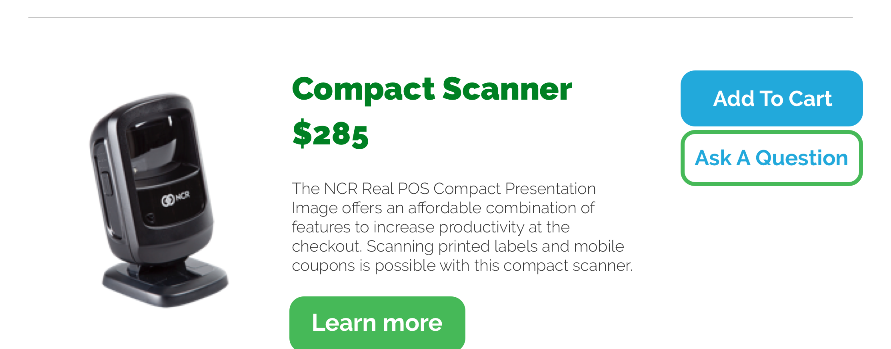 Compact Scanner
$285
The NCR Real POS Compact Presentation
Image offers an affordable combination of
features to increase productivity at the
checkout. Scanning printed labels and mobile
coupons is possible with this compact scanner.
Learn more
Add To Cart
Ask A Question
NCR